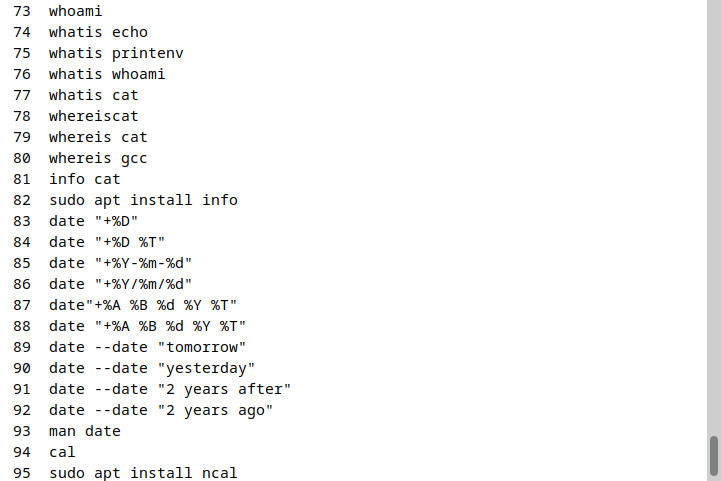 73  whoami
74  whatis echo
75  whatis printenv
76  whatis whoami
77  whatis cat
78  whereiscat
79  whereis cat
80  whereis gcc
81  info cat
82  sudo apt install info
83  date "+%D"
84  date "+%D %T"
85  date "+%Y-%m-%d"
86  date "+%Y/%m/%d"
87  date"+%A %B %d %Y %T"
88  date "+%A %B %d %Y %T"
89  date --date "tomorrow"
90  date --date "yesterday"
91  date --date "2 years after"
92  date --date "2 years ago"
93  man date
94  cal
95  sudo apt install ncal